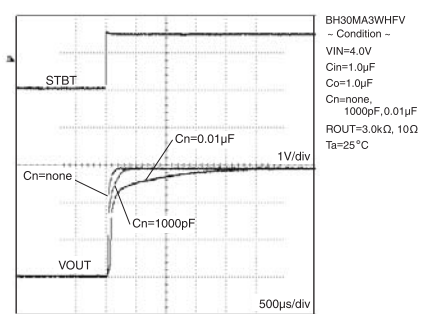 BH30MA3WHFV
~ Condition ~
VIN=4.0V
Cin=1.0μF
Co=1.0μF
Cn=none,
1000pF,0.01μF
ROUT=3.0kΩ, 10Ω
Ta=25°C
STBT
Cn=0.01μF
1V/div
Cn=none
Cn=1000pF
VOUT
500μs/div